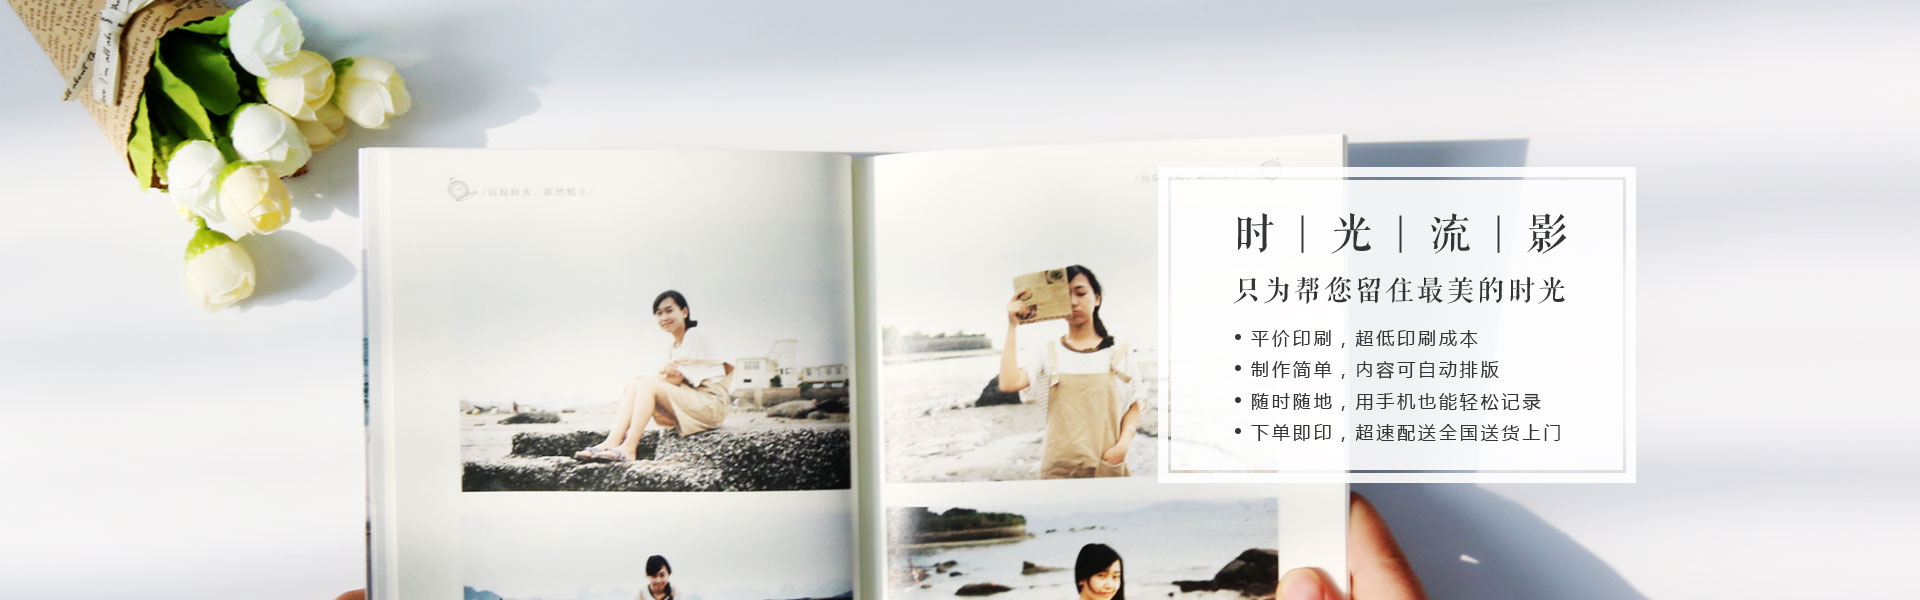 时|光|流|影
只为帮您留住最美的时光
• 平价印刷，超低印刷成本
• 制作简单，内容可自动排版
• 随时随地，用手机也能轻松记录
• 下单即印，超速配送全国送货上门